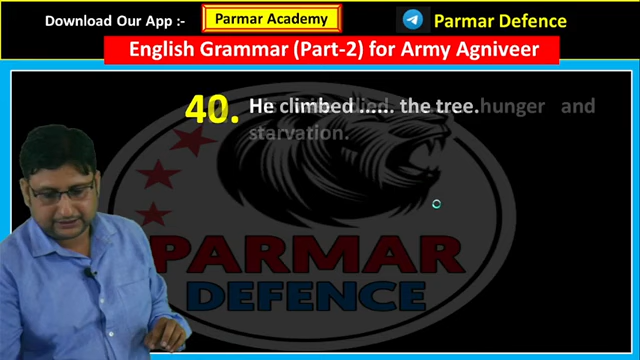 Download Our App :- Parmar Academy Parmar Defence
English Grammar (Part-2) for Army Agniveer
40. He climbed ...... the tree. hunger and
starvation.
PARMAR
DEFENCE